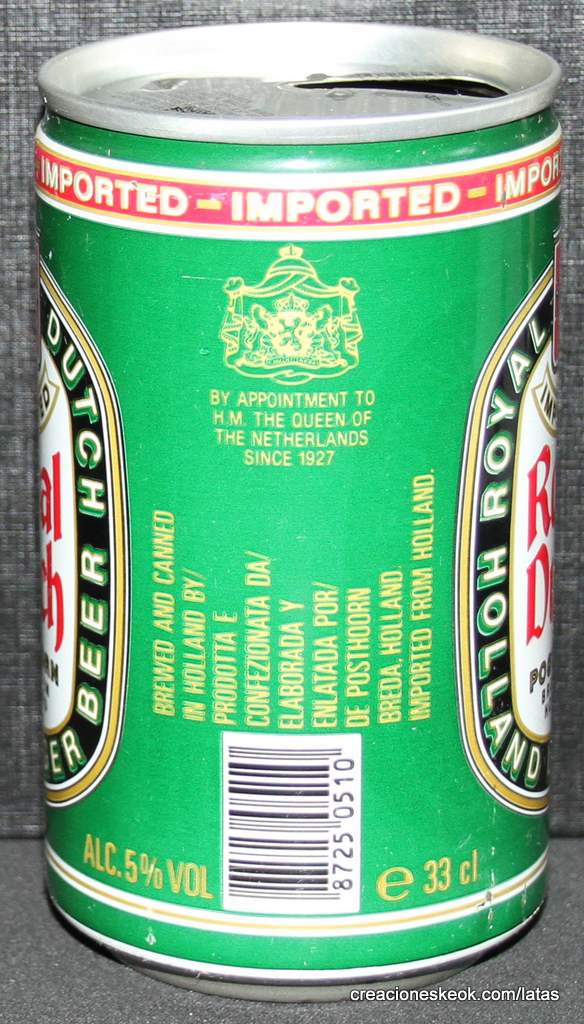 IMPORTED - IMPORTED - IMPOR
BY APPOINTMENT TO
H.M. THE QUEEN OF
THE NETHERLANDS
SINCE 1927
DUTCH BEER
HOLLAND ROYAL
BREWED AND CANNED
IN HOLLAND BY/
PRODOTTA E
CONFEZIONATA DA/
ELABORADA Y
ENLATADA POR/
DE POSTHOORN
BREDA, HOLLAND.
IMPORTED FROM HOLLAND.
8725 0510
ALC. 5% VOL
e 33 cl
creacioneskeok.com/latas